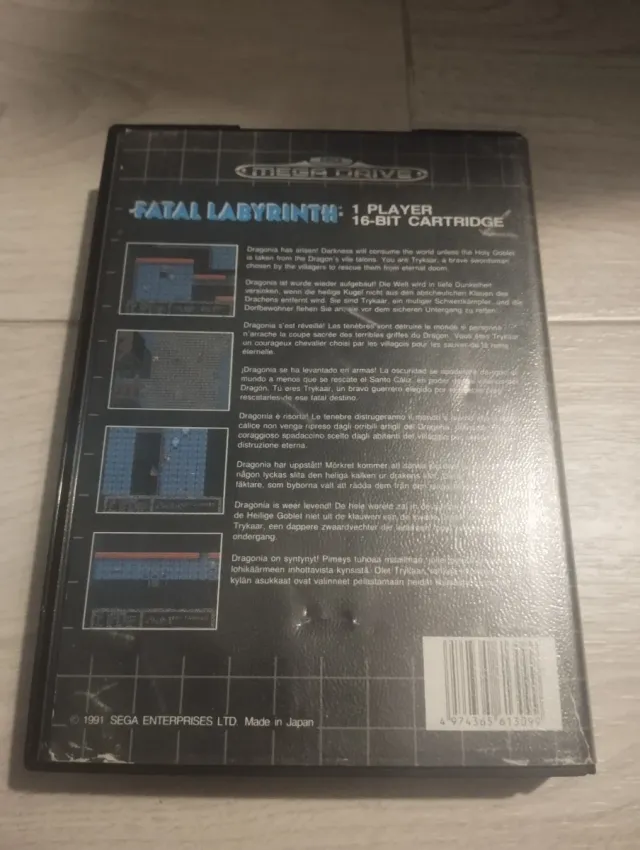 MEGA DRIVE
FATAL LABYRINTH
1 PLAYER
16-BIT CARTRIDGE
Dragonia has arisen! Darkness will consume the world unless the Holy Goblet
is taken from the Dragon's vile talons. You are Trykaar, a brave swordsman
chosen by the villagers to rescue them from eternal doom.
Dragonia ist wurde wieder aufgebaut! Die Welt wird in tiefe Dunkelheit
versinken, wenn die heilige Kugel nicht aus den abscheulichen Klauen des
Drachens entfernt wird. Sie sind Trykaar, ein mutiger Schwertkämpfer, und die
Dorfbewohner flehen Sie an, sie vor dem sicheren Untergang zu retten.
Dragonia s'est réveillé! Les ténèbres vont détruire le monde si personne
n'arrache la coupe sacrée des terribles griffes du Dragon. Vous êtes Trykaar
un courageux chevalier choisi par les villageois pour les sauver de la nuit
éternelle.
¡Dragonia se ha levantado en armas! La oscuridad se
mundo a menos que se rescate el Santo Cáliz, en poder
Dragón. Tú eres Trykaar, un bravo guerrero elegido por
rescatarles de ese fatal destino.
Dragonia è risorta! Le tenebre distruggeranno il mondo
calice non venga ripreso dagli orribili artigli del Dragone.
coraggioso spadaccino scelto dagli abitanti del villaggio per
distruzione eterna.
Dragonia har uppstått! Mörkret kommer att
någon lyckas slita den heliga kalken ur drakens
fäktare, som byborna valt att rädda dem från den
Dragonia is weer levend! De hele wereld zal in
de Heilige Goblet niet uit de klauwen van de
Trykaar, een dappere zwaardvechter die
ondergang.
Dragonia on syntynyt! Pimeys tuhoaa maailman,
lohikäärmeen inhottavista kynsistä. Olet Trykaar,
kylän asukkaat ovat valinneet pelastamaan heidät
© 1991 SEGA ENTERPRISES LTD. Made in Japan
4 974365 613099